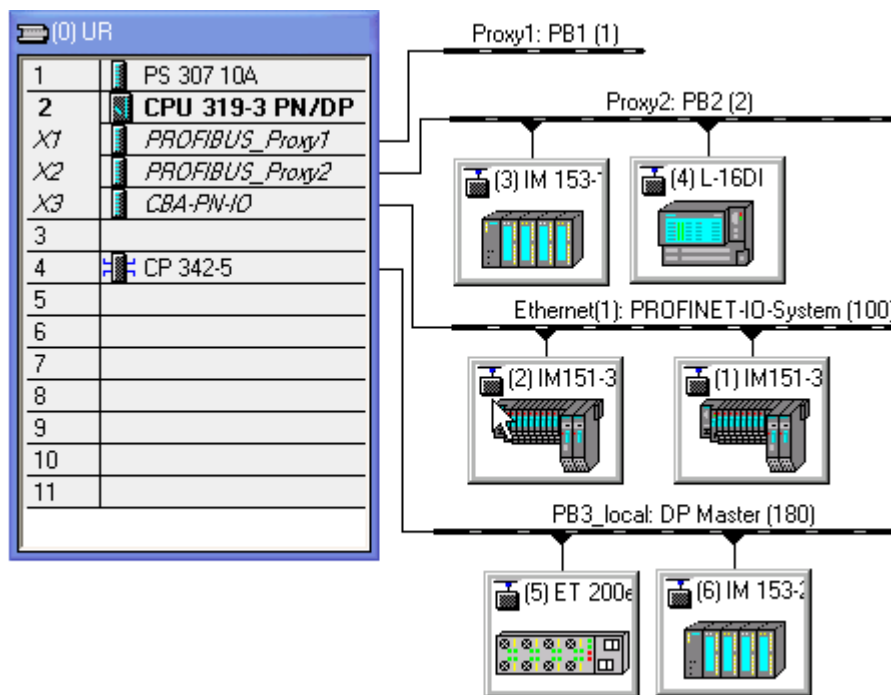 (0) UR
1 PS 307 10A
2 CPU 319-3 PN/DP
X1 PROFIBUS_Proxy1
X2 PROFIBUS_Proxy2
X3 CBA-PN-IO
3
4 CP 342-5
5
6
7
8
9
10
11
Proxy1: PB1 (1)
Proxy2: PB2 (2)
(3) IM 153-1
(4) L-16DI
Ethernet(1): PROFINET-IO-System (100)
(2) IM151-3
(1) IM151-3
PB3_local: DP Master (180)
(5) ET 200e
(6) IM 153-2